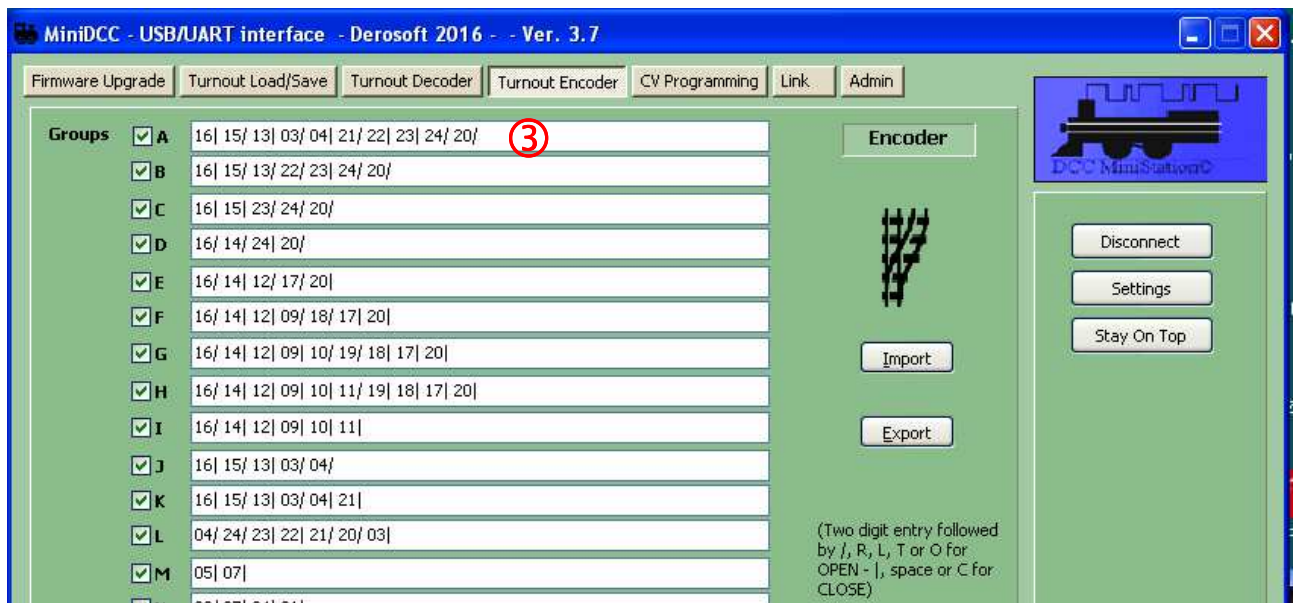 MiniDCC - USB/UART interface - Derosoft 2016 - - Ver. 3.7
Firmware Upgrade Turnout Load/Save Turnout Decoder Turnout Encoder CV Programming Link Admin
Groups A 16| 15/ 13| 03/ 04| 21/ 22| 23| 24/ 20/ ③ Encoder
DCC MiniStation©
B 16| 15/ 13/ 22/ 23| 24/ 20/
C 16| 15| 23/ 24/ 20/
D 16/ 14/ 24| 20/
Disconnect
E 16/ 14| 12/ 17/ 20|
Settings
F 16/ 14| 12| 09/ 18/ 17| 20|
Stay On Top
G 16/ 14| 12| 09| 10/ 19/ 18| 17| 20|
Import
H 16/ 14| 12| 09| 10| 11/ 19| 18| 17| 20|
I 16/ 14| 12| 09| 10| 11|
Export
J 16| 15/ 13| 03/ 04/
K 16| 15/ 13| 03/ 04| 21|
L 04/ 24/ 23| 22| 21/ 20/ 03|
(Two digit entry followed
by /, R, L, T or O for
OPEN - |, space or C for
CLOSE)
M 05| 07|